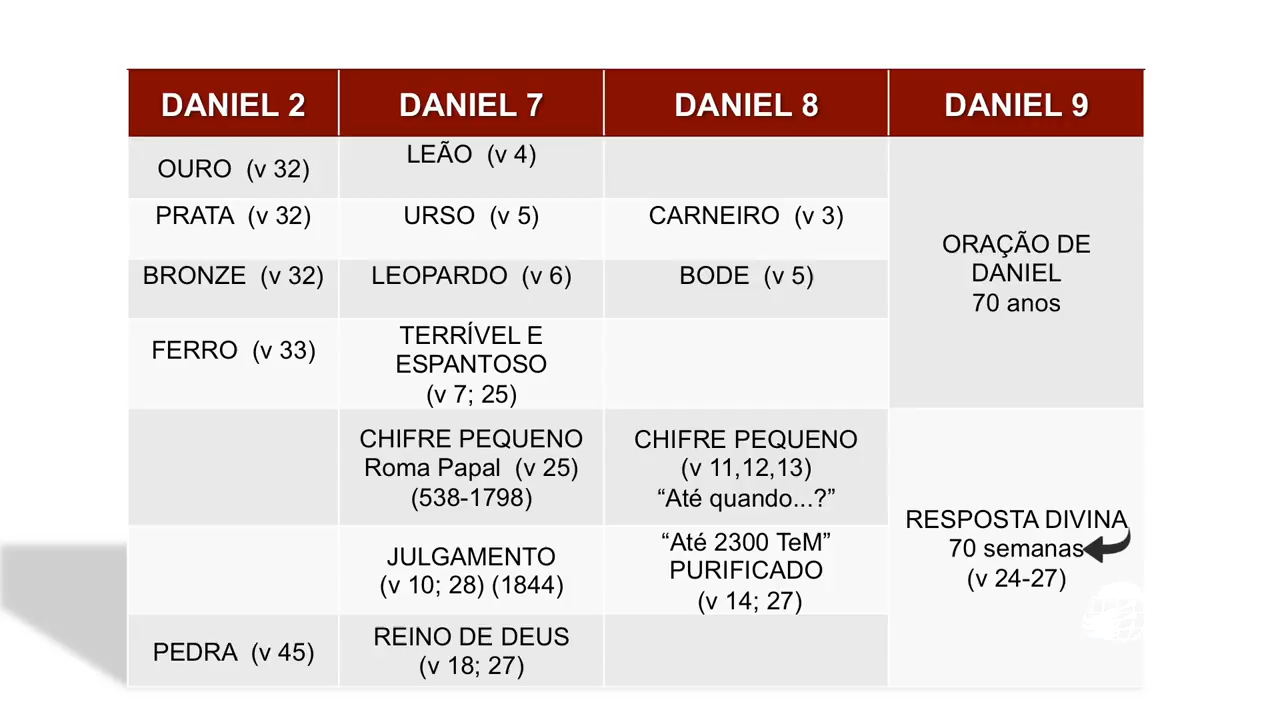 DANIEL 2
DANIEL 7
DANIEL 8
DANIEL 9
OURO (v 32)
LEÃO (v 4)
PRATA (v 32)
URSO (v 5)
CARNEIRO (v 3)
BRONZE (v 32)
LEOPARDO (v 6)
BODE (v 5)
ORAÇÃO DE
DANIEL
70 anos
FERRO (v 33)
TERRÍVEL E
ESPANTOSO
(v 7; 25)
CHIFRE PEQUENO
Roma Papal (v 25)
(538-1798)
CHIFRE PEQUENO
(v 11,12,13)
“Até quando...?”
RESPOSTA DIVINA
70 semanas
(v 24-27)
JULGAMENTO
(v 10; 28) (1844)
“Até 2300 TeM”
PURIFICADO
(v 14; 27)
PEDRA (v 45)
REINO DE DEUS
(v 18; 27)